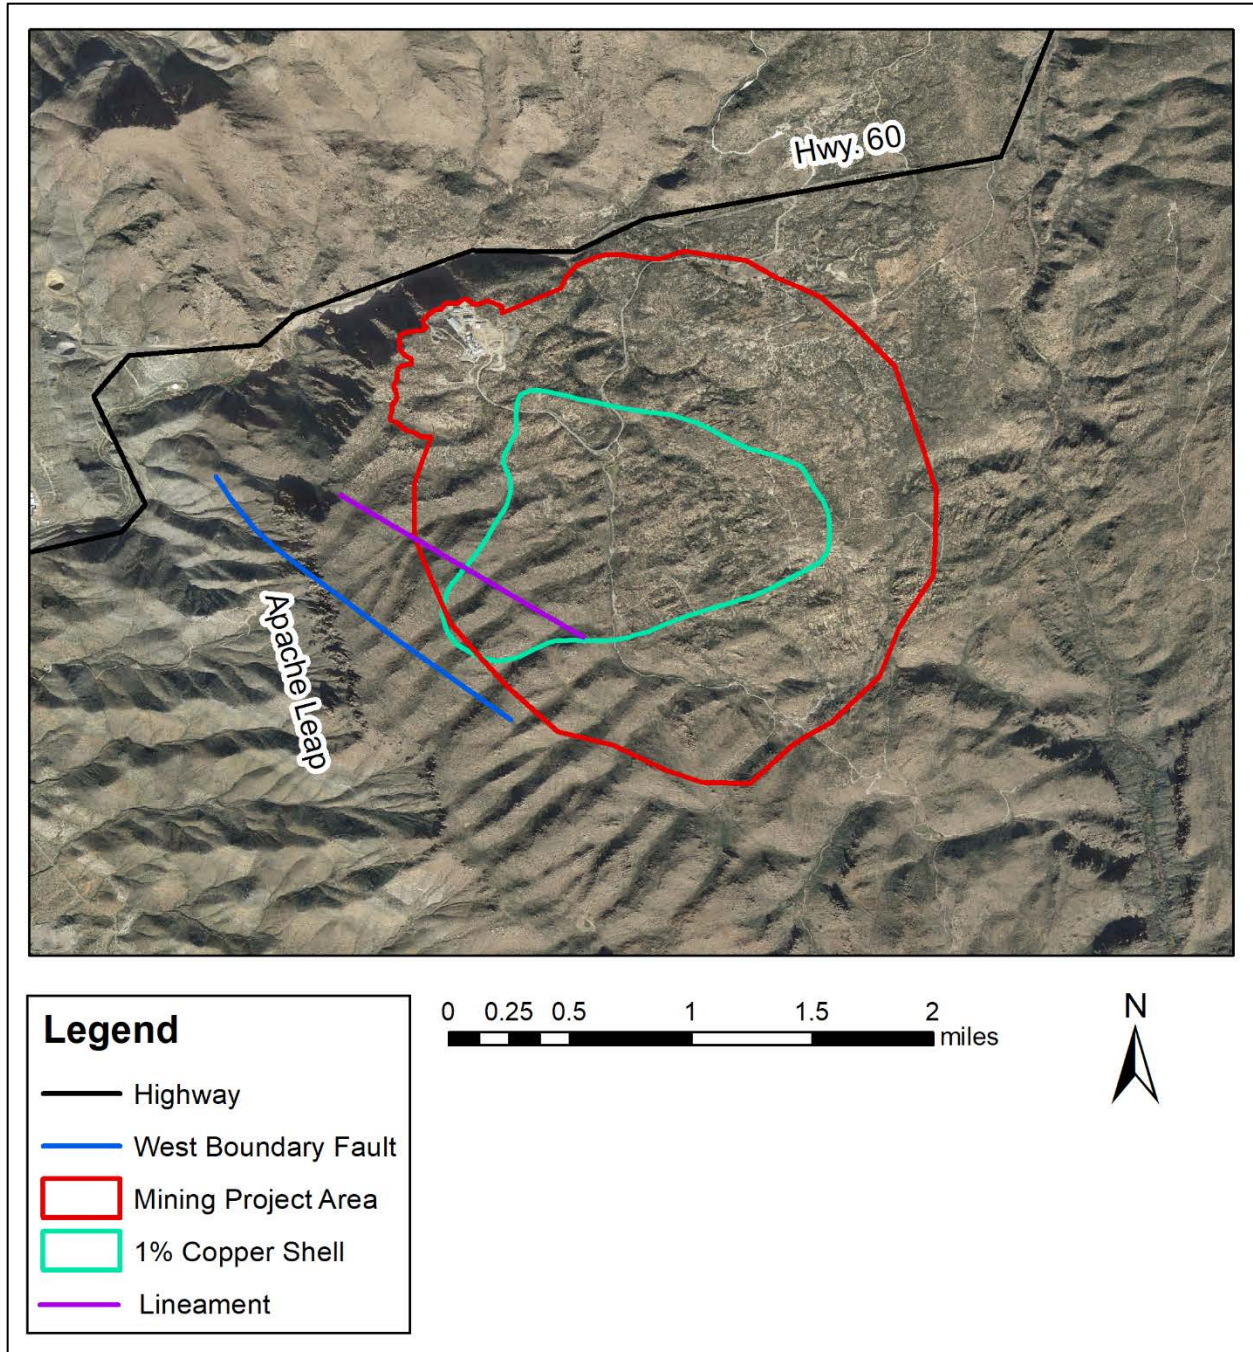 Hwy. 60
Apache Leap
Legend
Highway
West Boundary Fault
Mining Project Area
1% Copper Shell
Lineament
0 0.25 0.5 1 1.5 2
miles
N